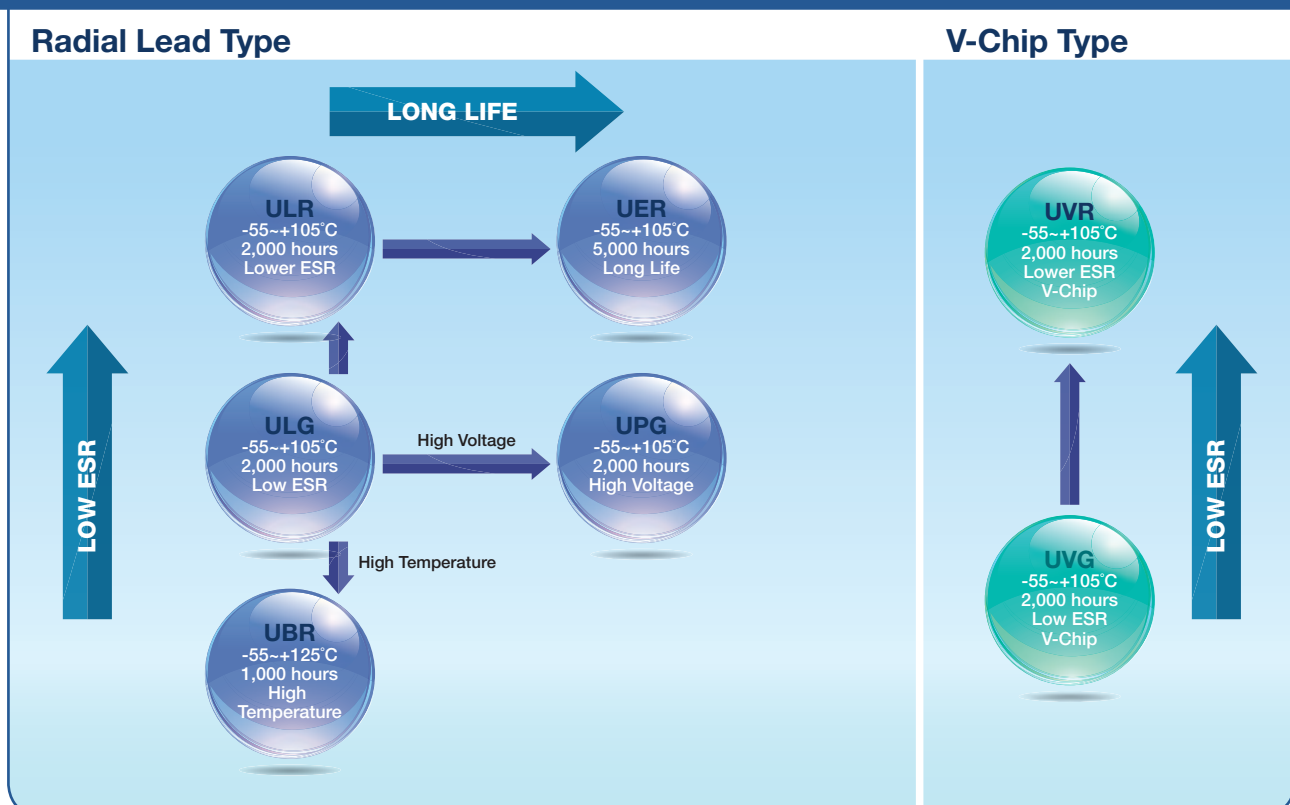 Radial Lead Type
LONG LIFE
ULR
-55~+105°C
2,000 hours
Lower ESR
UER
-55~+105°C
5,000 hours
Long Life
LOW ESR
ULG
-55~+105°C
2,000 hours
Low ESR
High Voltage
UPG
-55~+105°C
2,000 hours
High Voltage
High Temperature
UBR
-55~+125°C
1,000 hours
High
Temperature
V-Chip Type
UVR
-55~+105°C
2,000 hours
Lower ESR
V-Chip
LOW ESR
UVG
-55~+105°C
2,000 hours
Low ESR
V-Chip